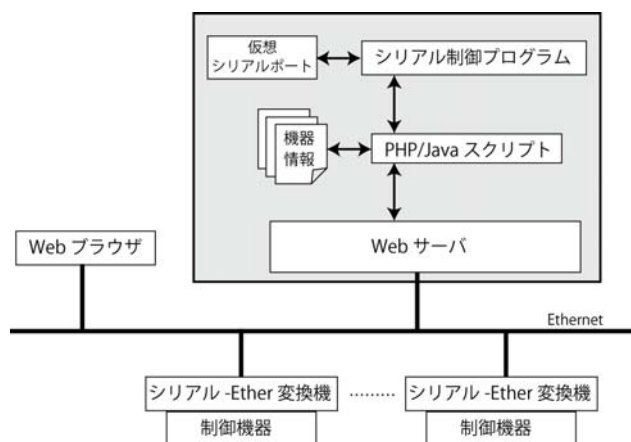 仮想
シリアルポート
シリアル制御プログラム
機器
情報
PHP/Java スクリプト
Web サーバ
Web ブラウザ
Ethernet
シリアル -Ether 変換機 ......... シリアル -Ether 変換機
制御機器 制御機器